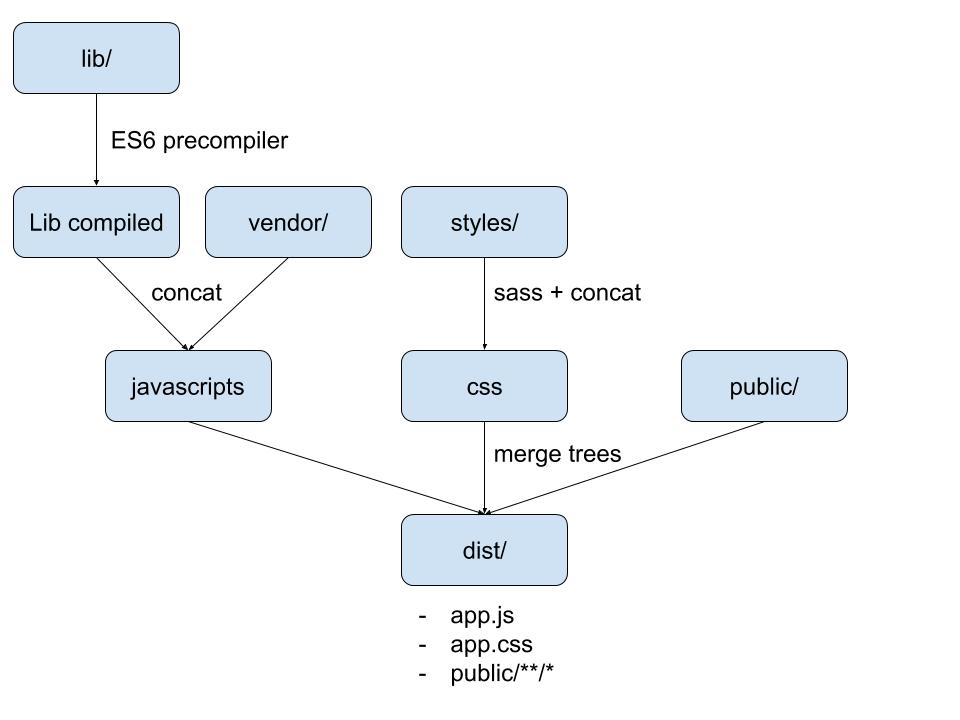 lib/
ES6 precompiler
Lib compiled
vendor/
styles/
concat
sass + concat
javascripts
css
public/
merge trees
dist/
- app.js
- app.css
- public/**/*